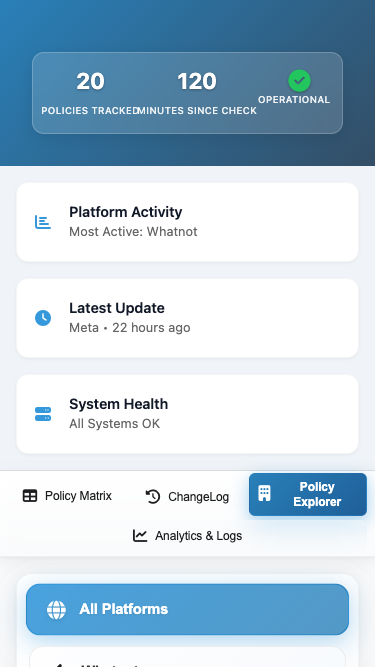 20
120
POLICIES TRACKED
MINUTES SINCE CHECK
OPERATIONAL
Platform Activity
Most Active: Whatnot
Latest Update
Meta • 22 hours ago
System Health
All Systems OK
Policy Matrix
ChangeLog
Policy
Explorer
Analytics & Logs
All Platforms